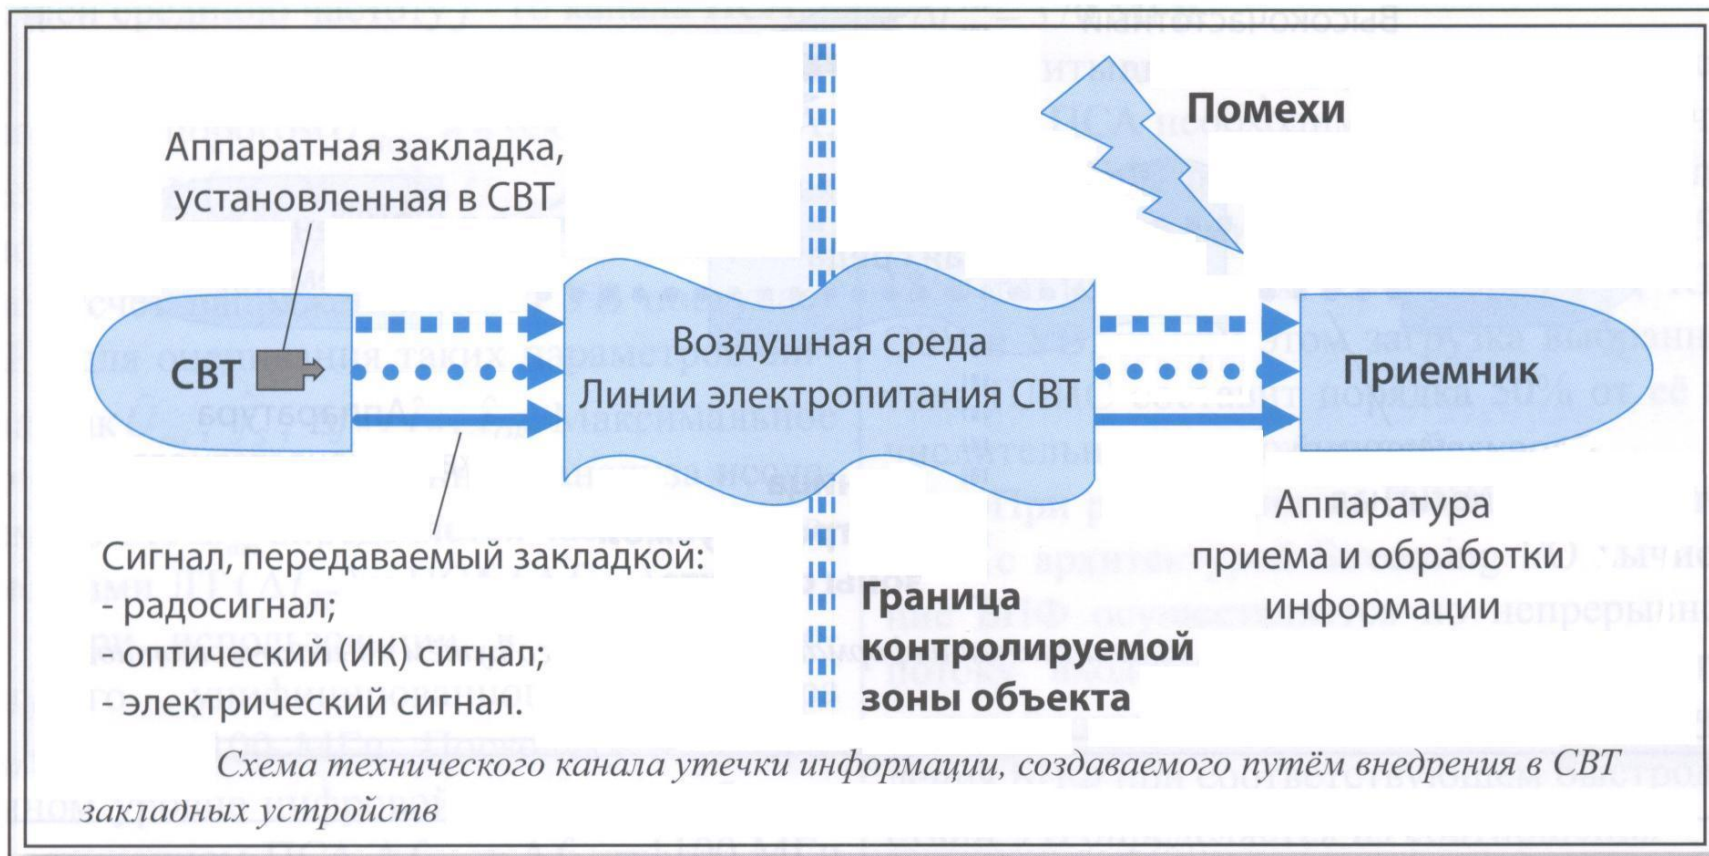 Помехи
Аппаратная закладка,
установленная в СВТ
СВТ
Воздушная среда
Линии электропитания СВТ
Приемник
Сигнал, передаваемый закладкой:
- радосигнал;
- оптический (ИК) сигнал;
- электрический сигнал.
Граница
контролируемой
зоны объекта
Аппаратура
приема и обработки
информации
Схема технического канала утечки информации, создаваемого путём внедрения в СВТ
закладных устройств